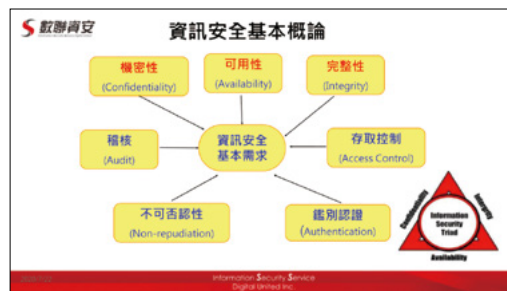 數聯資安
資訊安全基本概論
機密性
(Confidentiality)
可用性
(Availability)
完整性
(Integrity)
稽核
(Audit)
資訊安全
基本需求
存取控制
(Access Control)
不可否認性
(Non-repudiation)
鑑別認證
(Authentication)
Confidentiality
Integrity
Information
Security
Triad
Availability
Information Security Service
Digital United Inc.